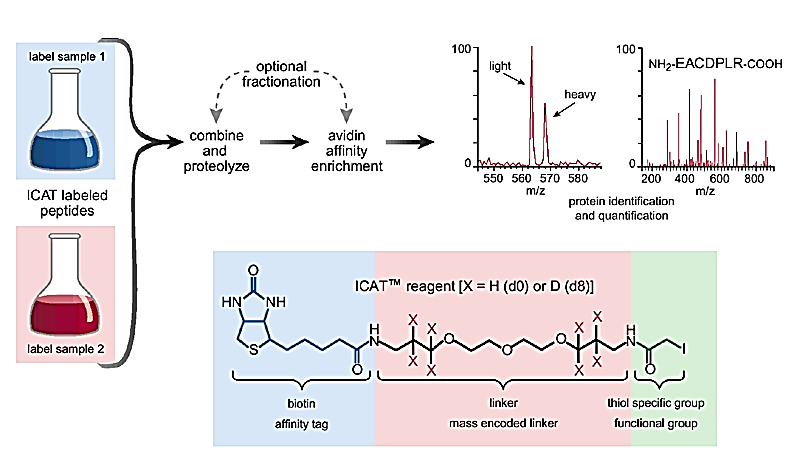 label sample 1
ICAT labeled
peptides
label sample 2
optional
fractionation
combine
and
proteolyze
avidin
affinity
enrichment
100
0
light
heavy
550 560 570 580
m/z
100
0
NH2-EACDPLR-COOH
200 400 600 800
m/z
protein identification
and quantification
ICAT™ reagent [X = H (d0) or D (d8)]
O
HN NH
S
O
H
N
X X
X X
O
O
O
X X
X X
H
N
O
I
biotin
affinity tag
linker
mass encoded linker
thiol specific group
functional group